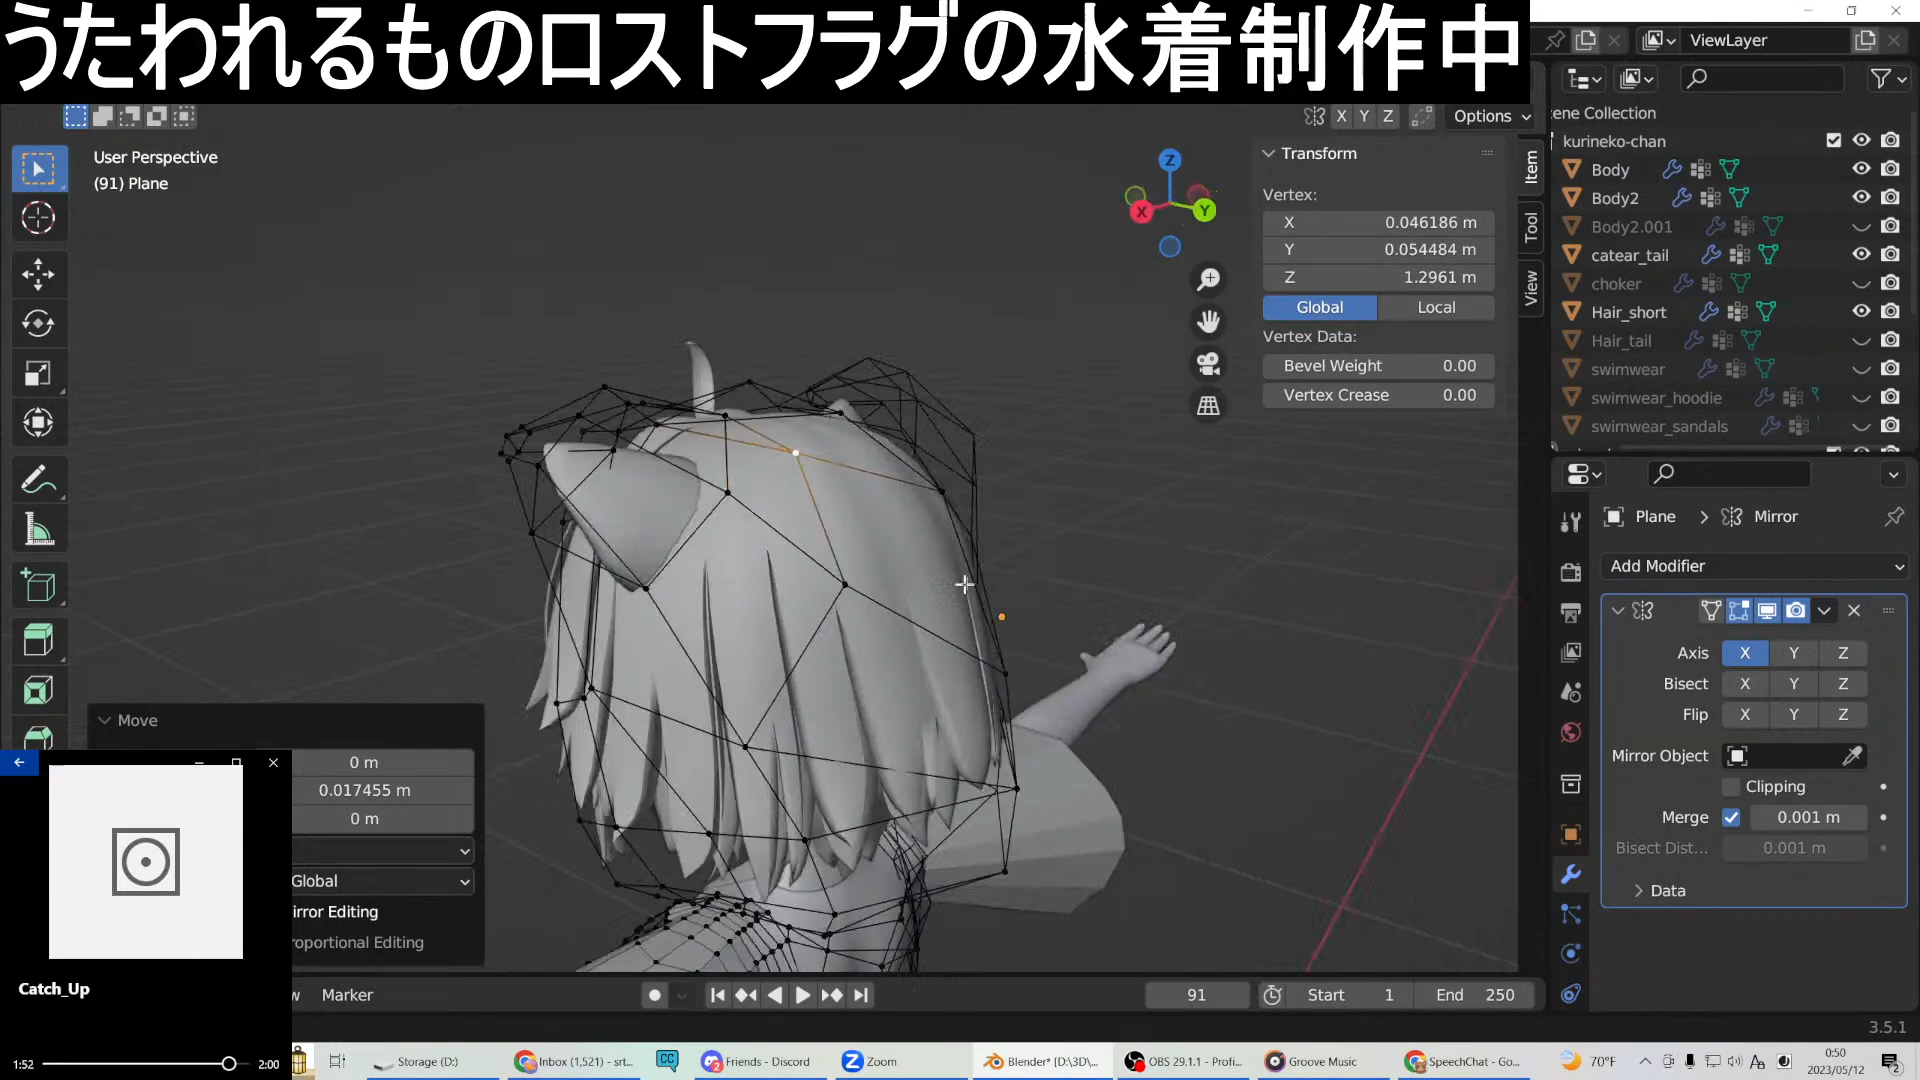 うたわれるものロストフラグの水着制作中
ViewLayer
X Y Z
Options
User Perspective
(91) Plane
Transform
Vertex:
X 0.046186 m
Y 0.054484 m
Z 1.2961 m
Global Local
Vertex Data:
Bevel Weight 0.00
Vertex Crease 0.00
Item
Tool
View
Z
X
Y
ene Collection
kurineko-chan
Body
Body2
Body2.001
catear_tail
choker
Hair_short
Hair_tail
swimwear
swimwear_hoodie
swimwear_sandals
Plane > Mirror
Add Modifier
Axis X Y Z
Bisect X Y Z
Flip X Y Z
Mirror Object
Clipping
Merge 0.001 m
Bisect Dist... 0.001 m
Data
Move
0 m
0.017455 m
0 m
Global
irror Editing
roportional Editing
Catch_Up
1:52 2:00
w Marker
91 Start 1 End 250
3.5.1
Storage (D:)
Inbox (1,521) - srt...
CC
Friends - Discord
Zoom
Blender* [D:\3D\...
OBS 29.1.1 - Profi...
Groove Music
SpeechChat - Go...
70°F
0:50
2023/05/12
2